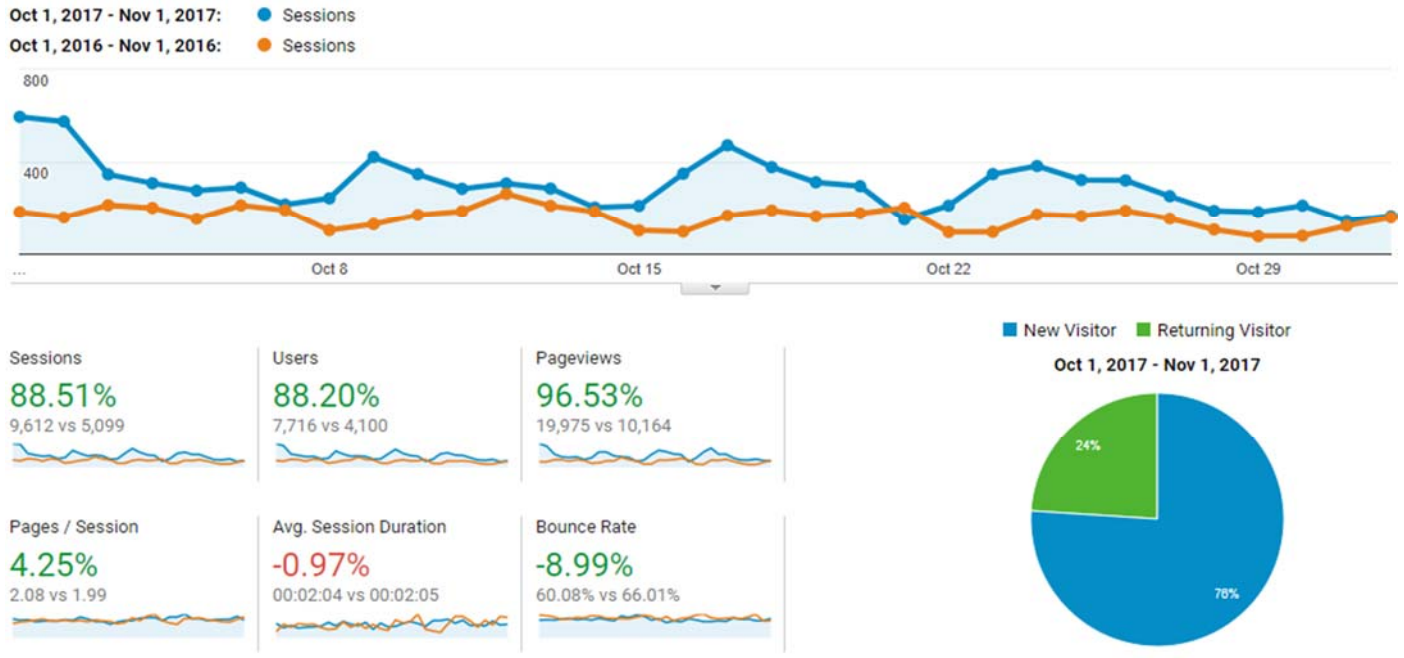 Oct 1, 2017 - Nov 1, 2017: Sessions
Oct 1, 2016 - Nov 1, 2016: Sessions
800
400
... Oct 8 Oct 15 Oct 22 Oct 29
Sessions
88.51%
9,612 vs 5,099
Users
88.20%
7,716 vs 4,100
Pageviews
96.53%
19,975 vs 10,164
Pages / Session
4.25%
2.08 vs 1.99
Avg. Session Duration
-0.97%
00:02:04 vs 00:02:05
Bounce Rate
-8.99%
60.08% vs 66.01%
New Visitor Returning Visitor
Oct 1, 2017 - Nov 1, 2017
24%
76%